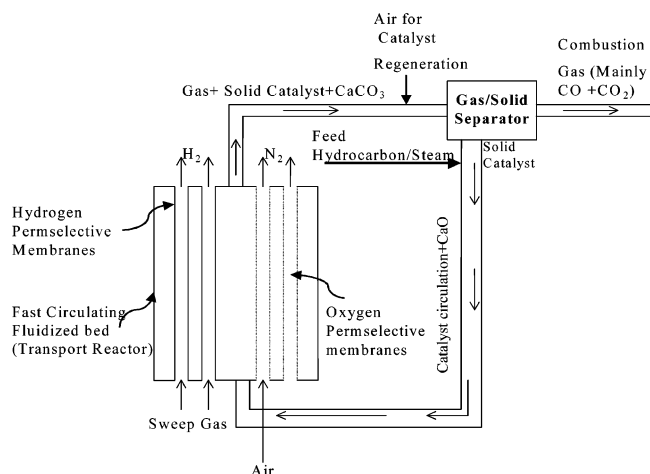 Air for
Catalyst
Regeneration
Combustion
Gas (Mainly
CO +CO₂)
Gas+ Solid Catalyst+CaCO₃
Gas/Solid
Separator
Feed
Hydrocarbon/Steam
Solid
Catalyst
H₂
N₂
Hydrogen
Permselective
Membranes
Fast Circulating
Fluidized bed
(Transport Reactor)
Oxygen
Permselective
membranes
Catalyst circulation+CaO
Sweep Gas
Air